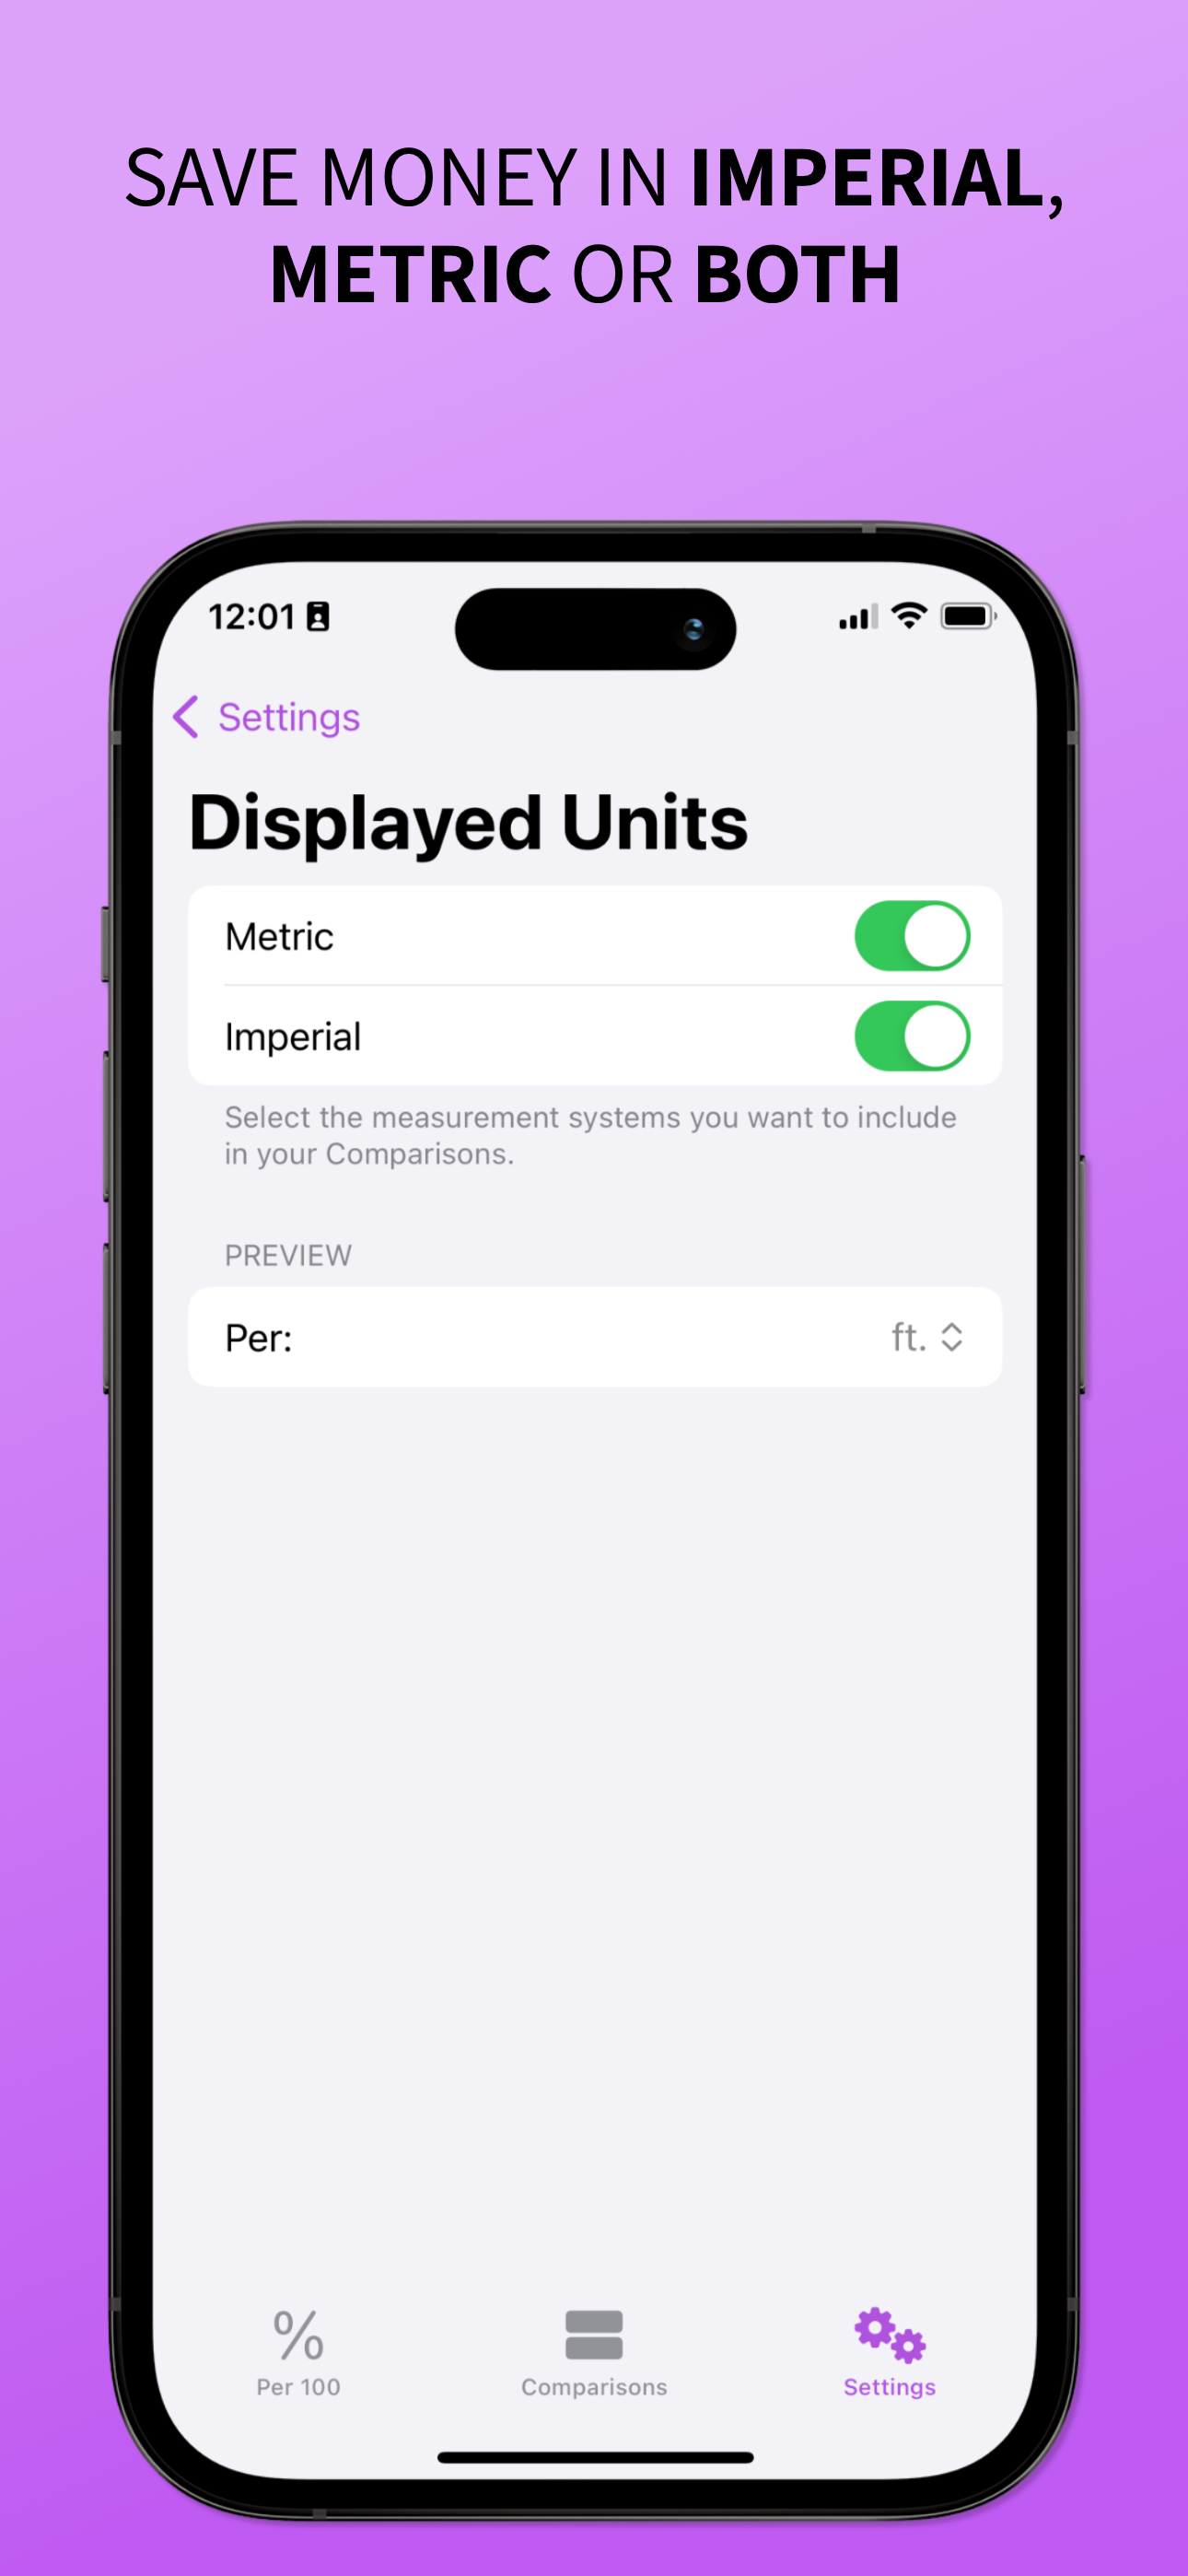 SAVE MONEY IN IMPERIAL,
METRIC OR BOTH
12:01
Settings
Displayed Units
Metric
Imperial
Select the measurement systems you want to include
in your Comparisons.
PREVIEW
Per:
ft.
%
Per 100
Comparisons
Settings